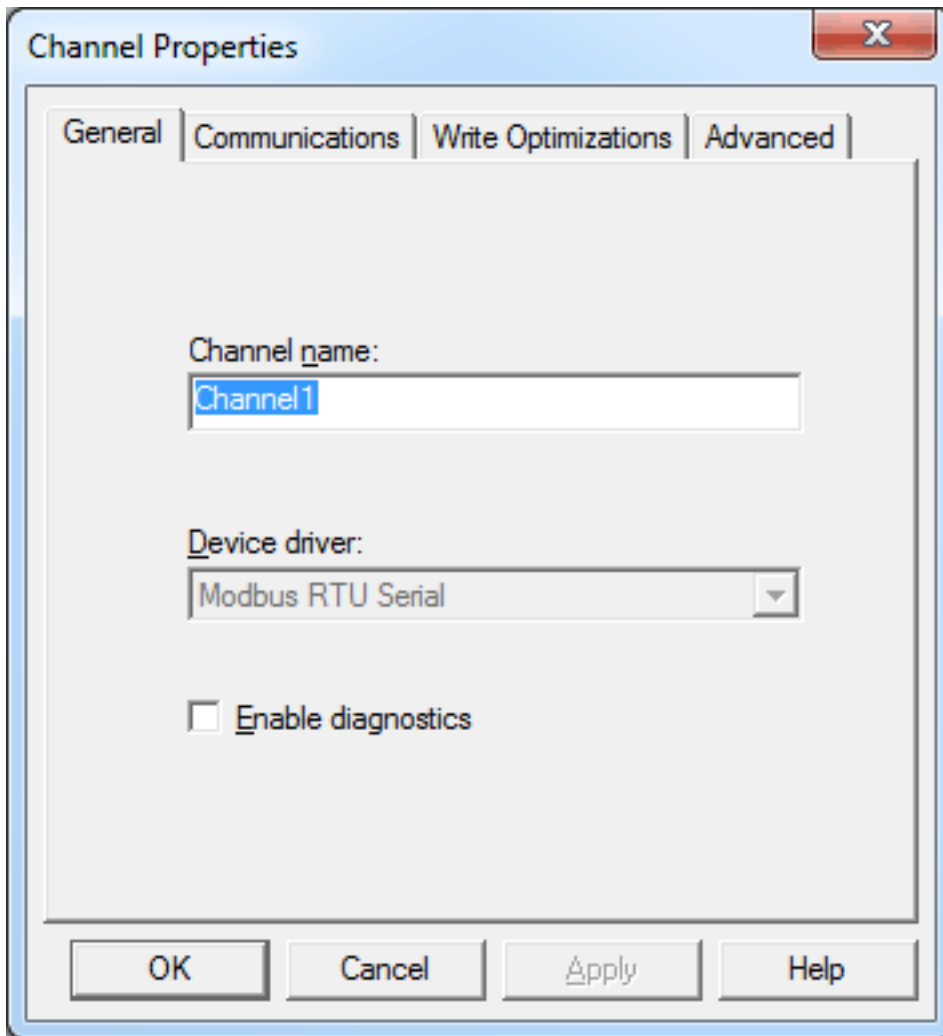 Channel Properties
General Communications Write Optimizations Advanced
Channel name:
Channel1
Device driver:
Modbus RTU Serial
Enable diagnostics
OK Cancel Apply Help